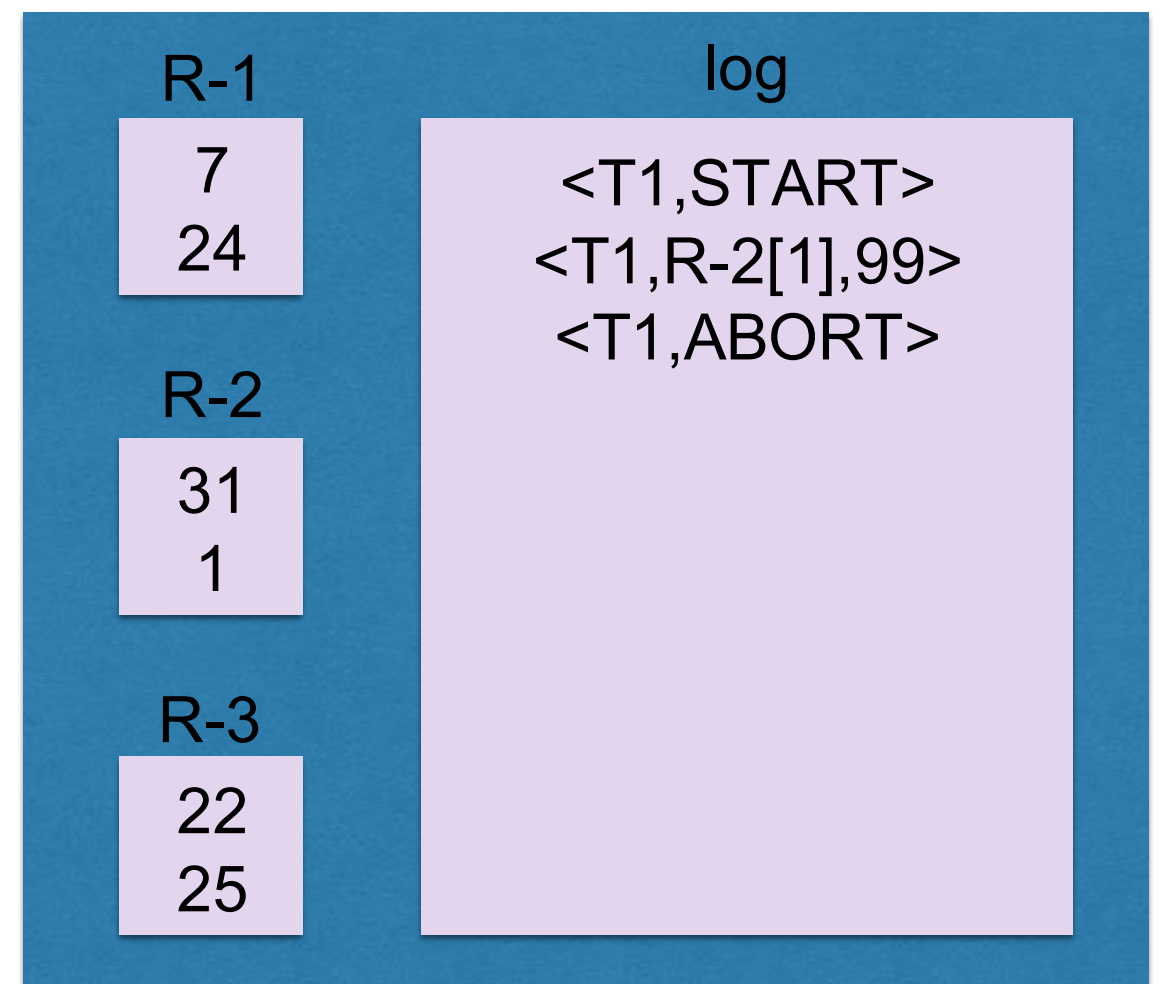 R-1
7
24
R-2
31
1
R-3
22
25
log
<T1,START>
<T1,R-2[1],99>
<T1,ABORT>